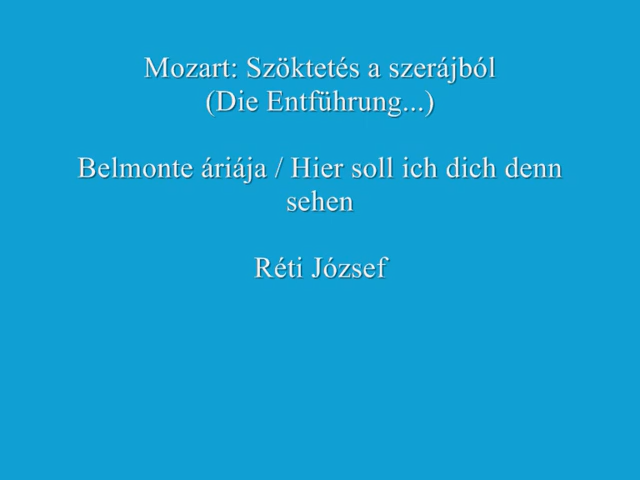 Mozart: Szöktetés a szerájból
(Die Entführung...)
Belmonte áriája / Hier soll ich dich denn
sehen
Réti József